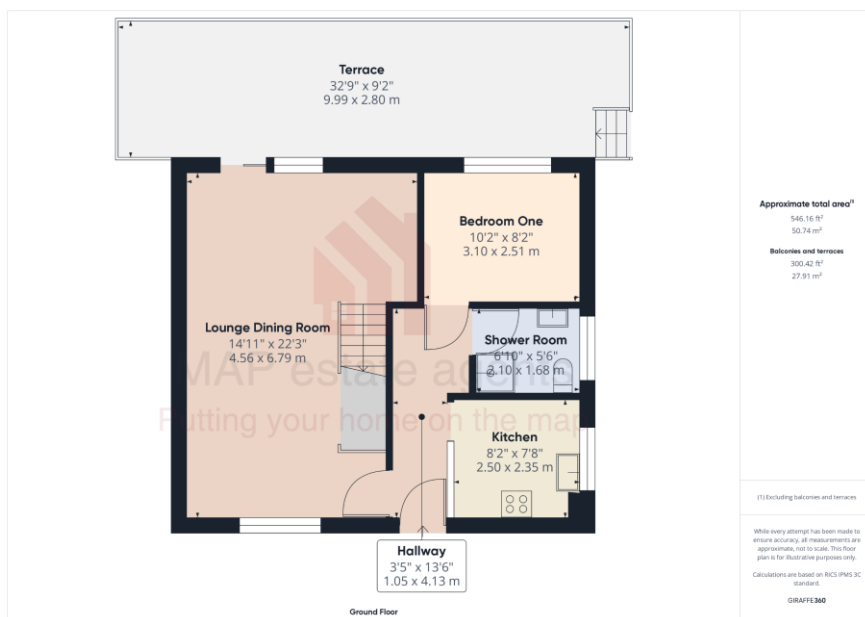 Terrace
32'9" x 9'2"
9.99 x 2.80 m
Bedroom One
10'2" x 8'2"
3.10 x 2.51 m
Lounge Dining Room
14'11" x 22'3"
4.56 x 6.79 m
Shower Room
6'10" x 5'6"
2.10 x 1.68 m
MAP estate agents
Putting your home on the map
Kitchen
8'2" x 7'8"
2.50 x 2.35 m
Hallway
3'5" x 13'6"
1.05 x 4.13 m
Ground Floor
Approximate total area(1)
546.16 ft²
50.74 m²
Balconies and terraces
300.42 ft²
27.91 m²
(1) Excluding balconies and terraces
While every attempt has been made to
ensure accuracy, all measurements are
approximate, not to scale. This floor
plan is for illustrative purposes only.
Calculations are based on RICS IPMS 3C
standard.
GIRAFFE360